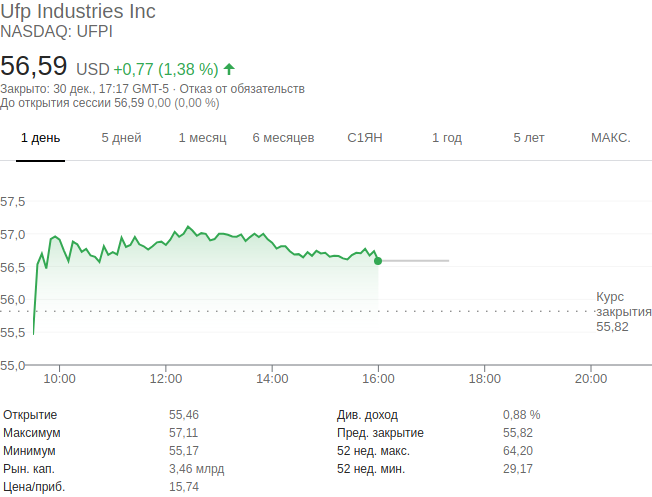 Ufp Industries Inc
NASDAQ: UFPI
56,59 USD +0,77 (1,38 %)
Закрыто: 30 дек., 17:17 GMT-5 · Отказ от обязательств
До открытия сессии 56,59 0,00 (0,00 %)
1 день 5 дней 1 месяц 6 месяцев С1ЯН 1 год 5 лет МАКС.
57,5
57,0
56,5
56,0
55,5
55,0
Курс
закрытия
55,82
10:00 12:00 14:00 16:00 18:00 20:00
Открытие 55,46 Див. доход 0,88 %
Максимум 57,11 Пред. закрытие 55,82
Минимум 55,17 52 нед. макс. 64,20
Рын. кап. 3,46 млрд 52 нед. мин. 29,17
Цена/приб. 15,74